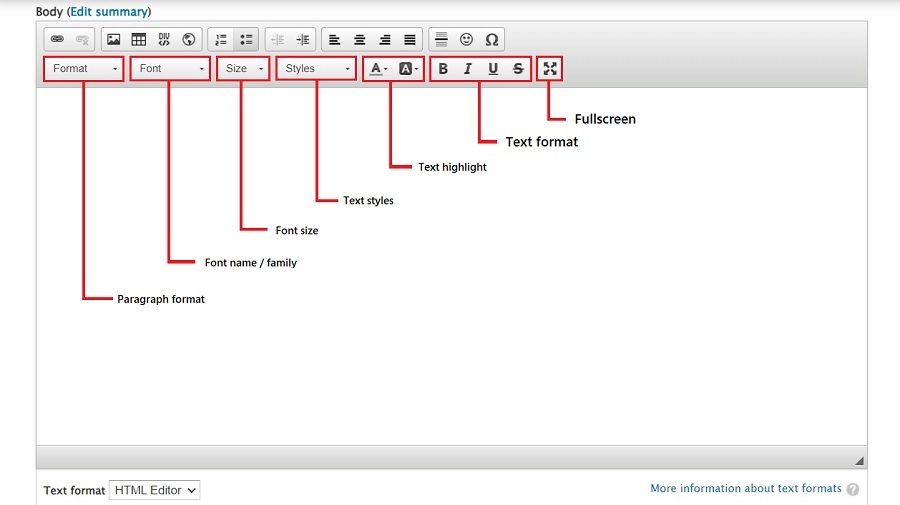 Body (Edit summary)
DIV
Ω
Format Font Size Styles A A B I U S
Fullscreen
Text format
Text highlight
Text styles
Font size
Font name / family
Paragraph format
Text format HTML Editor More information about text formats ?